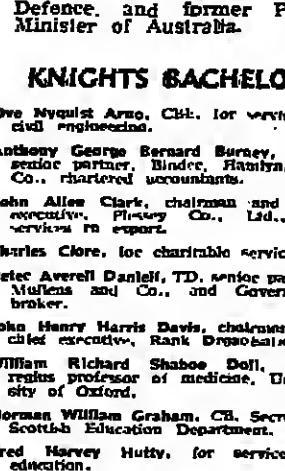 Defence, and former P
Minister of Australia.
KNIGHTS BACHELO
Ove Nyquist Arup, CBE, for servi
civil engineering.
Anthony George Bernard Burney,
senior partner, Binder, Hamlyn
Co., chartered accountants.
John Allen Clark, chairman and
executive, Plessey Co., Ltd.,
services to export.
Charles Clore, for charitable servic
Peter Averell Daniell, TD, senior pa
Mullens and Co., and Govern
broker.
John Henry Harris Davis, chairman
chief executive, Rank Organisa
William Richard Shaboe Doll,
regius professor of medicine, Un
sity of Oxford.
Norman William Graham, CB, Secre
Scottish Education Department.
red Harvey Hutty, for service
education.